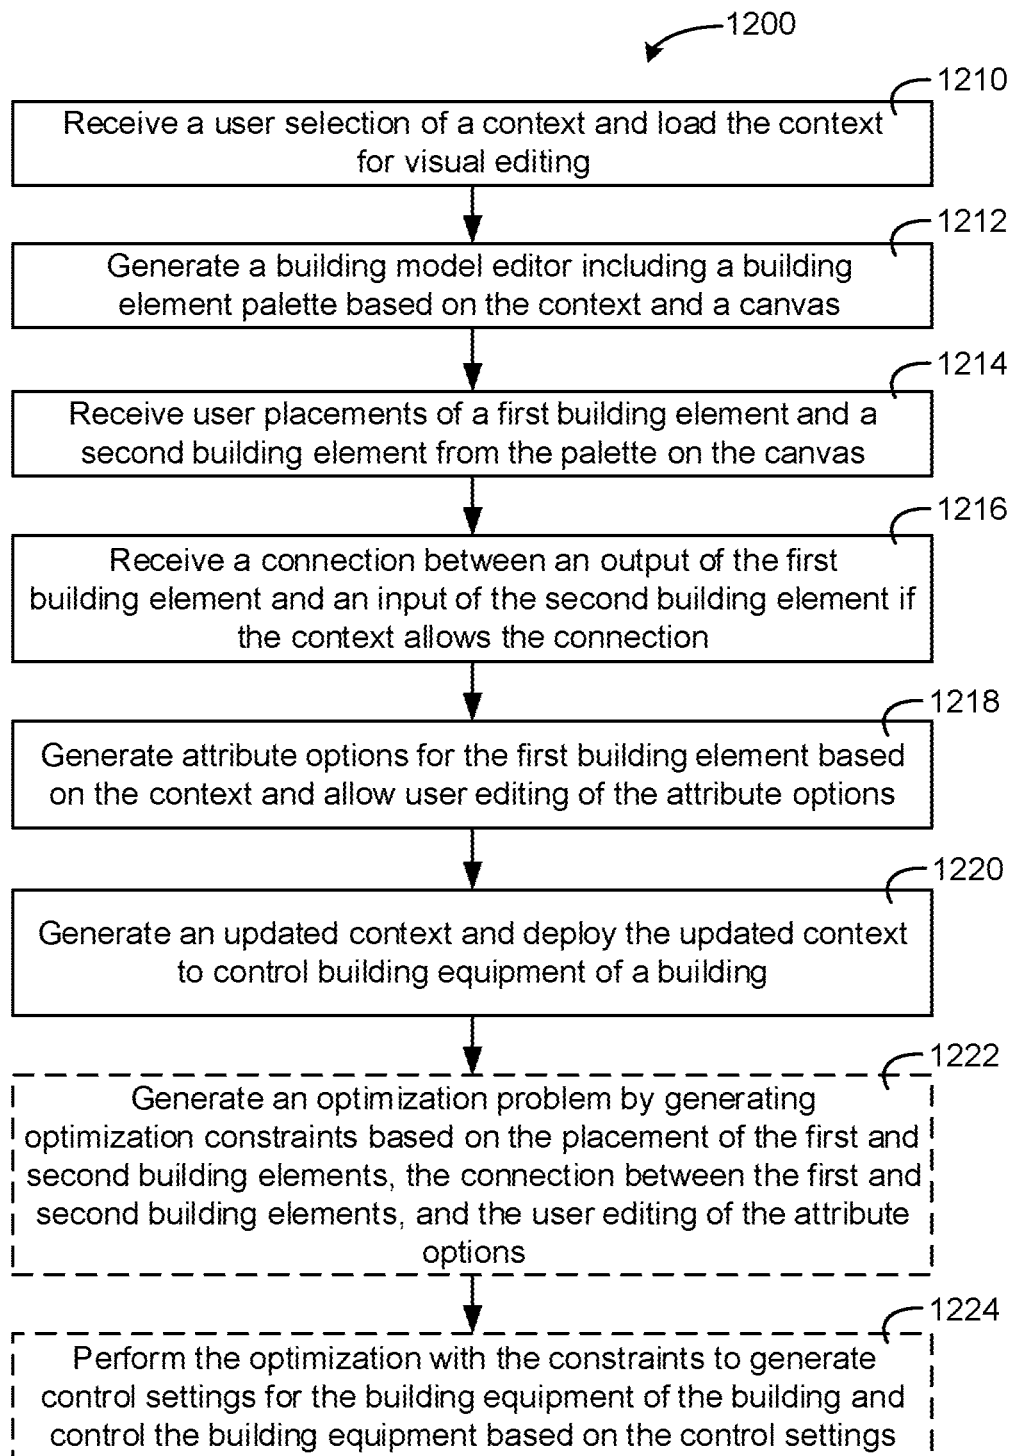 1200
1210
Receive a user selection of a context and load the context
for visual editing
1212
Generate a building model editor including a building
element palette based on the context and a canvas
1214
Receive user placements of a first building element and a
second building element from the palette on the canvas
1216
Receive a connection between an output of the first
building element and an input of the second building element if
the context allows the connection
1218
Generate attribute options for the first building element based
on the context and allow user editing of the attribute options
1220
Generate an updated context and deploy the updated context
to control building equipment of a building
1222
Generate an optimization problem by generating
optimization constraints based on the placement of the first and
second building elements, the connection between the first and
second building elements, and the user editing of the attribute
options
1224
Perform the optimization with the constraints to generate
control settings for the building equipment of the building and
control the building equipment based on the control settings